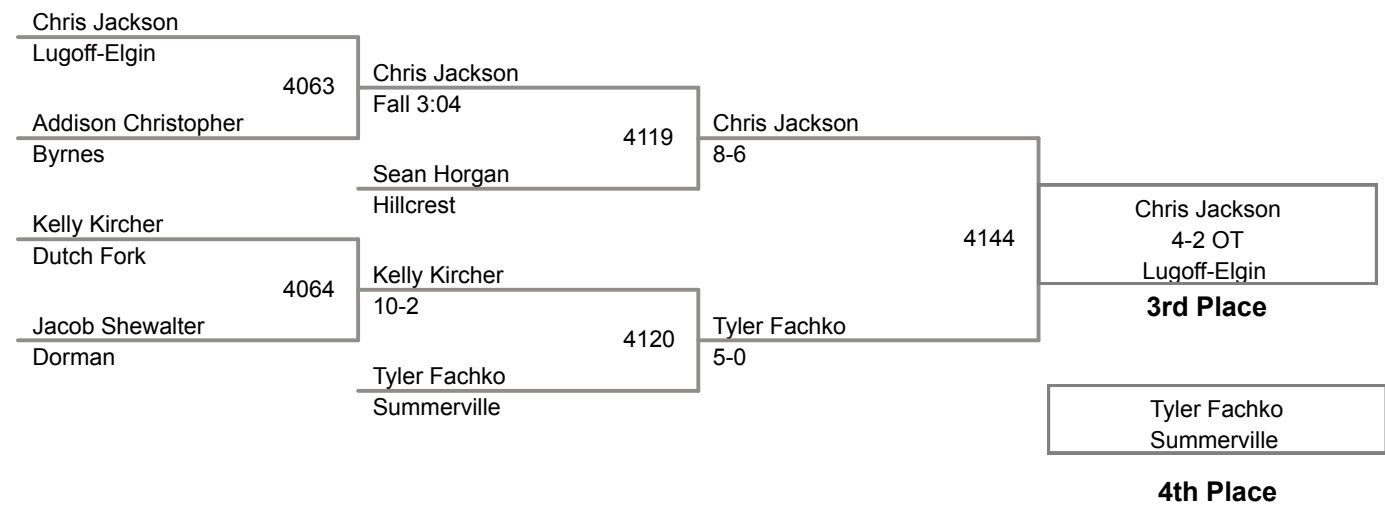 Chris Jackson
Lugoff-Elgin
4063
Addison Christopher
Byrnes
Kelly Kircher
Dutch Fork
4064
Jacob Shewalter
Dorman
Chris Jackson
Fall 3:04
4119
Sean Horgan
Hillcrest
Kelly Kircher
10-2
4120
Tyler Fachko
Summerville
Chris Jackson
8-6
4144
Tyler Fachko
5-0
Chris Jackson
4-2 OT
Lugoff-Elgin
3rd Place
Tyler Fachko
Summerville
4th Place